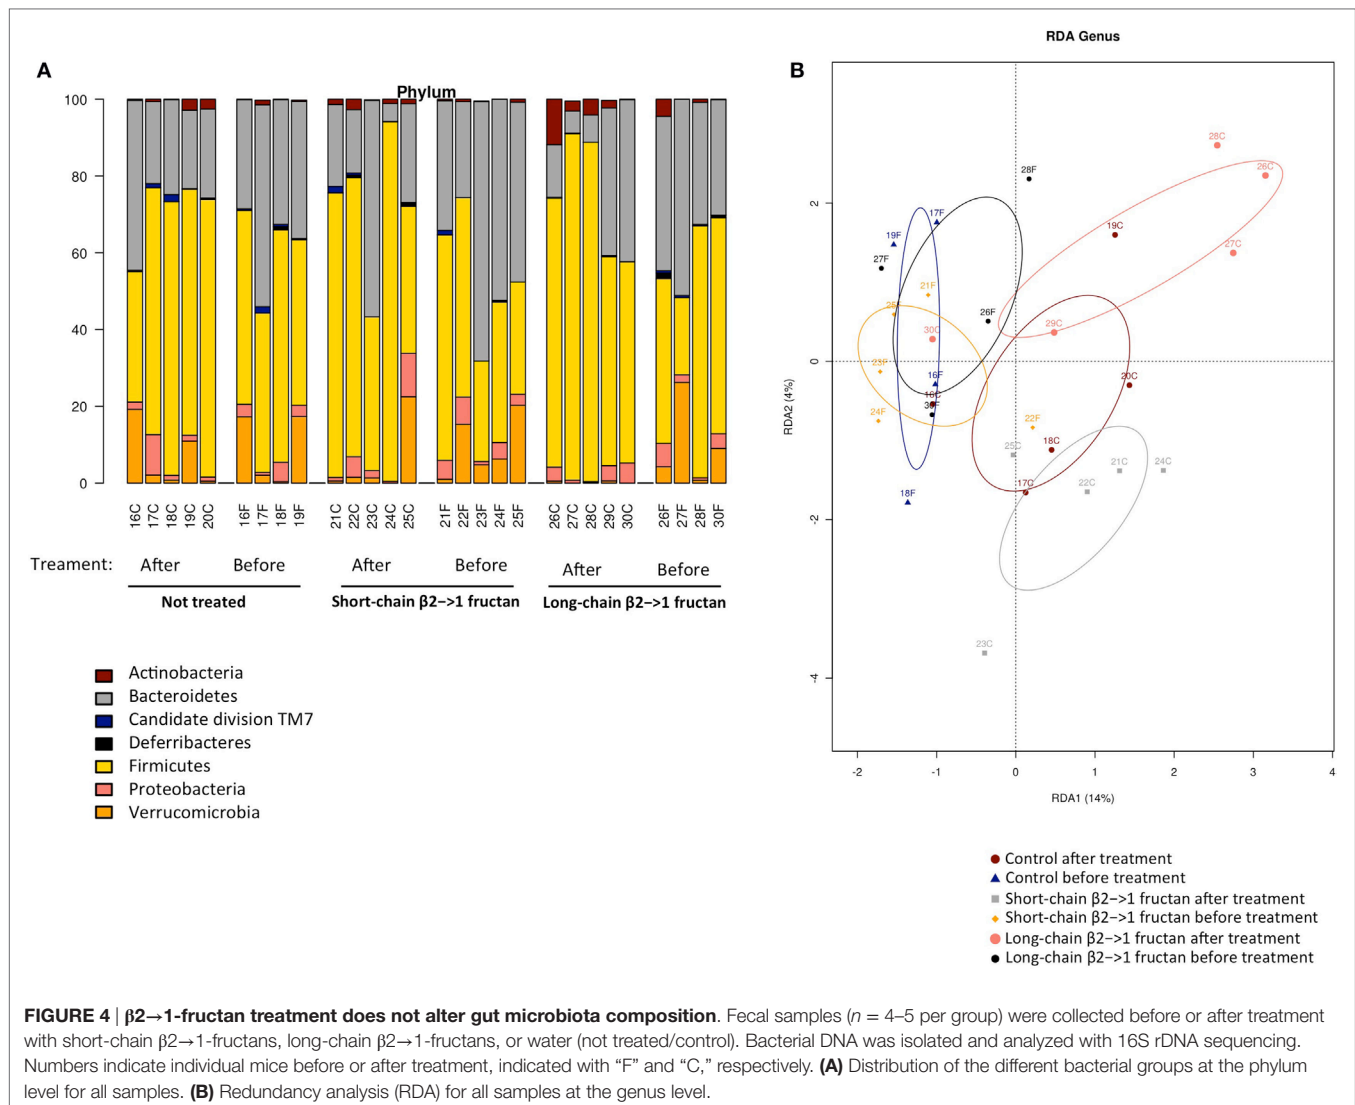 RDA Genus
A
B
Phylum
100
80
60
40
20
0
16C 17C 18C 19C 20C 16F 17F 18F 19F 21C 22C 23C 24C 25C 21F 22F 23F 24F 25F 26C 27C 28C 29C 30C 26F 27F 28F 30F
Treament: After Before After Before After Before
Not treated Short-chain β2–>1 fructan Long-chain β2–>1 fructan
Actinobacteria
Bacteroidetes
Candidate division TM7
Deferribacteres
Firmicutes
Proteobacteria
Verrucomicrobia
28C
26C
28F
17F
19C
19F
27C
27F
21F
25F
26F
29C
30C
23F
16F
20C
16C
30F
24F
22F
18C
25C
21C
24C
17C
22C
18F
23C
RDA2 (4%)
2
0
-2
-4
-2 -1 0 1 2 3 4
RDA1 (14%)
Control after treatment
Control before treatment
Short-chain β2–>1 fructan after treatment
Short-chain β2–>1 fructan before treatment
Long-chain β2–>1 fructan after treatment
Long-chain β2–>1 fructan before treatment
FIGURE 4 | β2→1-fructan treatment does not alter gut microbiota composition. Fecal samples (n = 4–5 per group) were collected before or after treatment
with short-chain β2→1-fructans, long-chain β2→1-fructans, or water (not treated/control). Bacterial DNA was isolated and analyzed with 16S rDNA sequencing.
Numbers indicate individual mice before or after treatment, indicated with “F” and “C,” respectively. (A) Distribution of the different bacterial groups at the phylum
level for all samples. (B) Redundancy analysis (RDA) for all samples at the genus level.